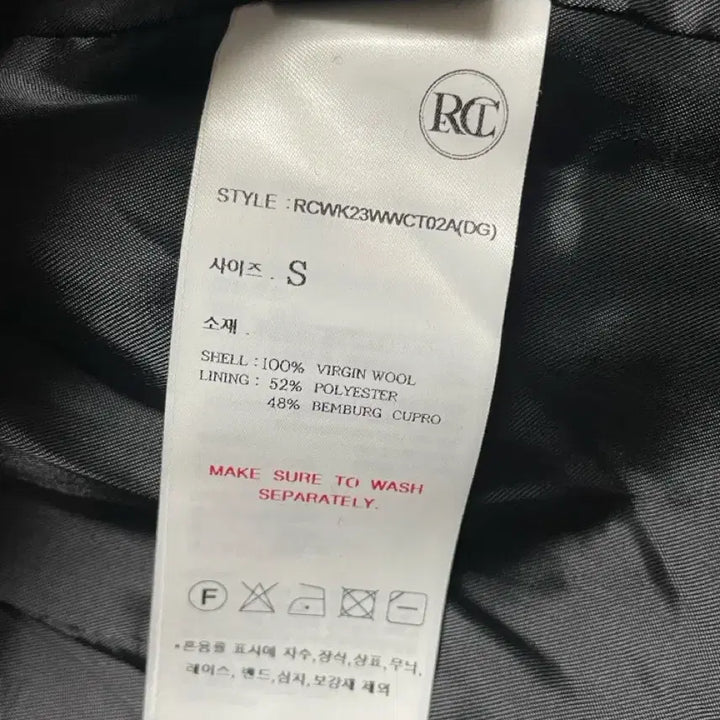 RCC
STYLE : RCWK23WWCT02A(DG)
사이즈 . S
소재 .
SHELL : 100% VIRGIN WOOL
LINING : 52% POLYESTER
48% BEMBURG CUPRO
MAKE SURE TO WASH
SEPARATELY.
F
*혼용률 표시에 자수,장식,상표,무늬,
레이스, 밴드,심지,보강재 제외